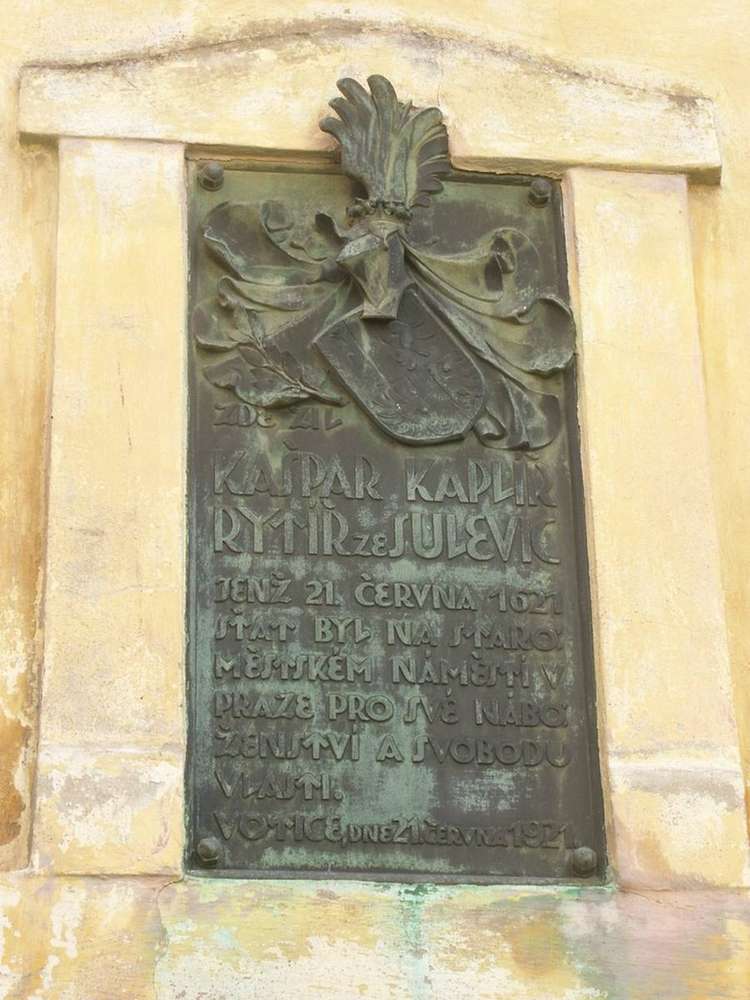 ZDE ŽIL
KAŠPAR KAPLÍŘ
RYTÍŘ ZE SULEVIC
JENŽ 21. ČERVNA 1621
SŤAT BYL NA STARO
MĚSTSKÉM NÁMĚSTÍ V
PRAZE PRO SVÉ NÁBO
ŽENSTVÍ A SVOBODU
VLASTI.
VOTICE, DNE 21. ČERVNA 1921